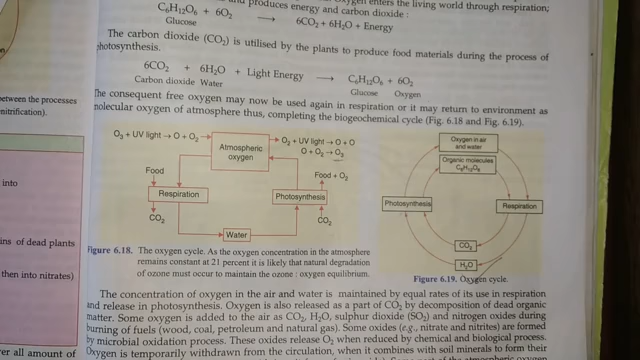 produces energy and carbon dioxide :
Oxygen enters the living world through respiration;
C₆H₁₂O₆ + 6O₂ ⟶ 6CO₂ + 6H₂O + Energy
Glucose
The carbon dioxide (CO₂) is utilised by the plants to produce food materials during the process of
photosynthesis.
6CO₂ + 6H₂O + Light Energy ⟶ C₆H₁₂O₆ + 6O₂
Carbon dioxide Water Glucose Oxygen
The consequent free oxygen may now be used again in respiration or it may return to environment as
molecular oxygen of atmosphere thus, completing the biogeochemical cycle (Fig. 6.18 and Fig. 6.19).
O₃ + UV light → O + O₂
Atmospheric
oxygen
O₂ + UV light → O + O
O + O₂ → O₃
Food
Food + O₂
Respiration
Photosynthesis
CO₂
CO₂
Water
Figure 6.18. The oxygen cycle. As the oxygen concentration in the atmosphere
remains constant at 21 percent it is likely that natural degradation
of ozone must occur to maintain the ozone : oxygen equilibrium.
Oxygen in air
and water
Organic molecules
C₆H₁₂O₆
Photosynthesis
Respiration
CO₂
H₂O
Figure 6.19. Oxygen cycle.
The concentration of oxygen in the air and water is maintained by equal rates of its use in respiration
and release in photosynthesis. Oxygen is also released as a part of CO₂ by decomposition of dead organic
matter. Some oxygen is added to the air as CO₂, H₂O, sulphur dioxide (SO₂) and nitrogen oxides during
burning of fuels (wood, coal, petroleum and natural gas). Some oxides (e.g., nitrate and nitrites) are formed
by microbial oxidation process. These oxides release O₂ when reduced by chemical and biological process.
Oxygen is temporarily withdrawn from the circulation, when it combines with soil minerals to form their
between the processes
nitrification).
into
ins of dead plants
then into nitrates)
er all amount of